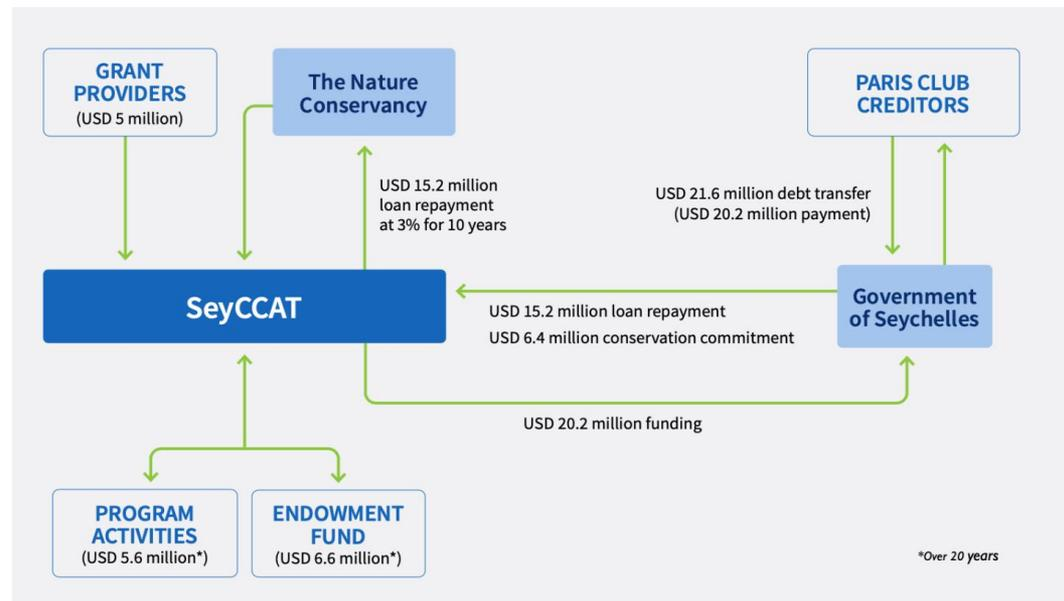 GRANT
PROVIDERS
(USD 5 million)
The Nature
Conservancy
PARIS CLUB
CREDITORS
USD 15.2 million
loan repayment
at 3% for 10 years
USD 21.6 million debt transfer
(USD 20.2 million payment)
SeyCCAT
Government
of Seychelles
USD 15.2 million loan repayment
USD 6.4 million conservation commitment
USD 20.2 million funding
PROGRAM
ACTIVITIES
(USD 5.6 million*)
ENDOWMENT
FUND
(USD 6.6 million*)
*Over 20 years